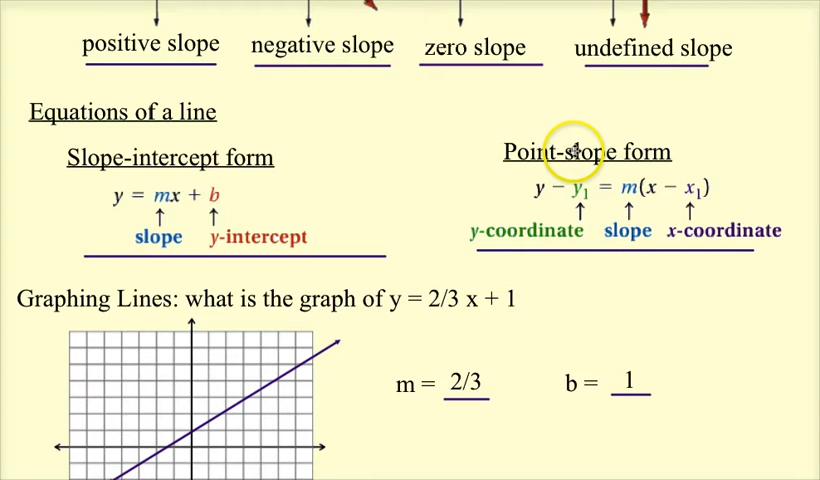 positive slope negative slope zero slope undefined slope
Equations of a line
Slope-intercept form
y = mx + b
slope y-intercept
Point-slope form
y − y₁ = m(x − x₁)
y-coordinate slope x-coordinate
Graphing Lines: what is the graph of y = 2/3 x + 1
m = 2/3 b = 1